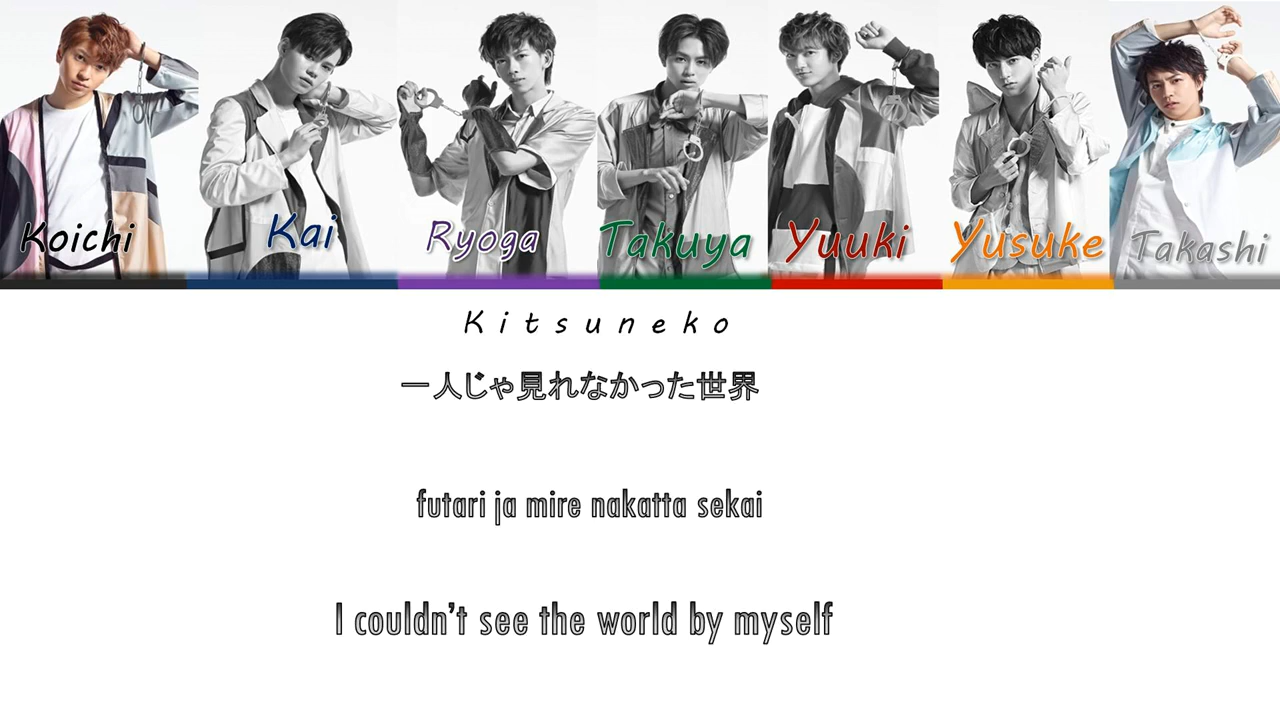 Koichi Kai Ryoga Takuya Yuuki Yusuke Takashi
Kitsuneko
一人じゃ見れなかった世界
futari ja mire nakatta sekai
I couldn't see the world by myself